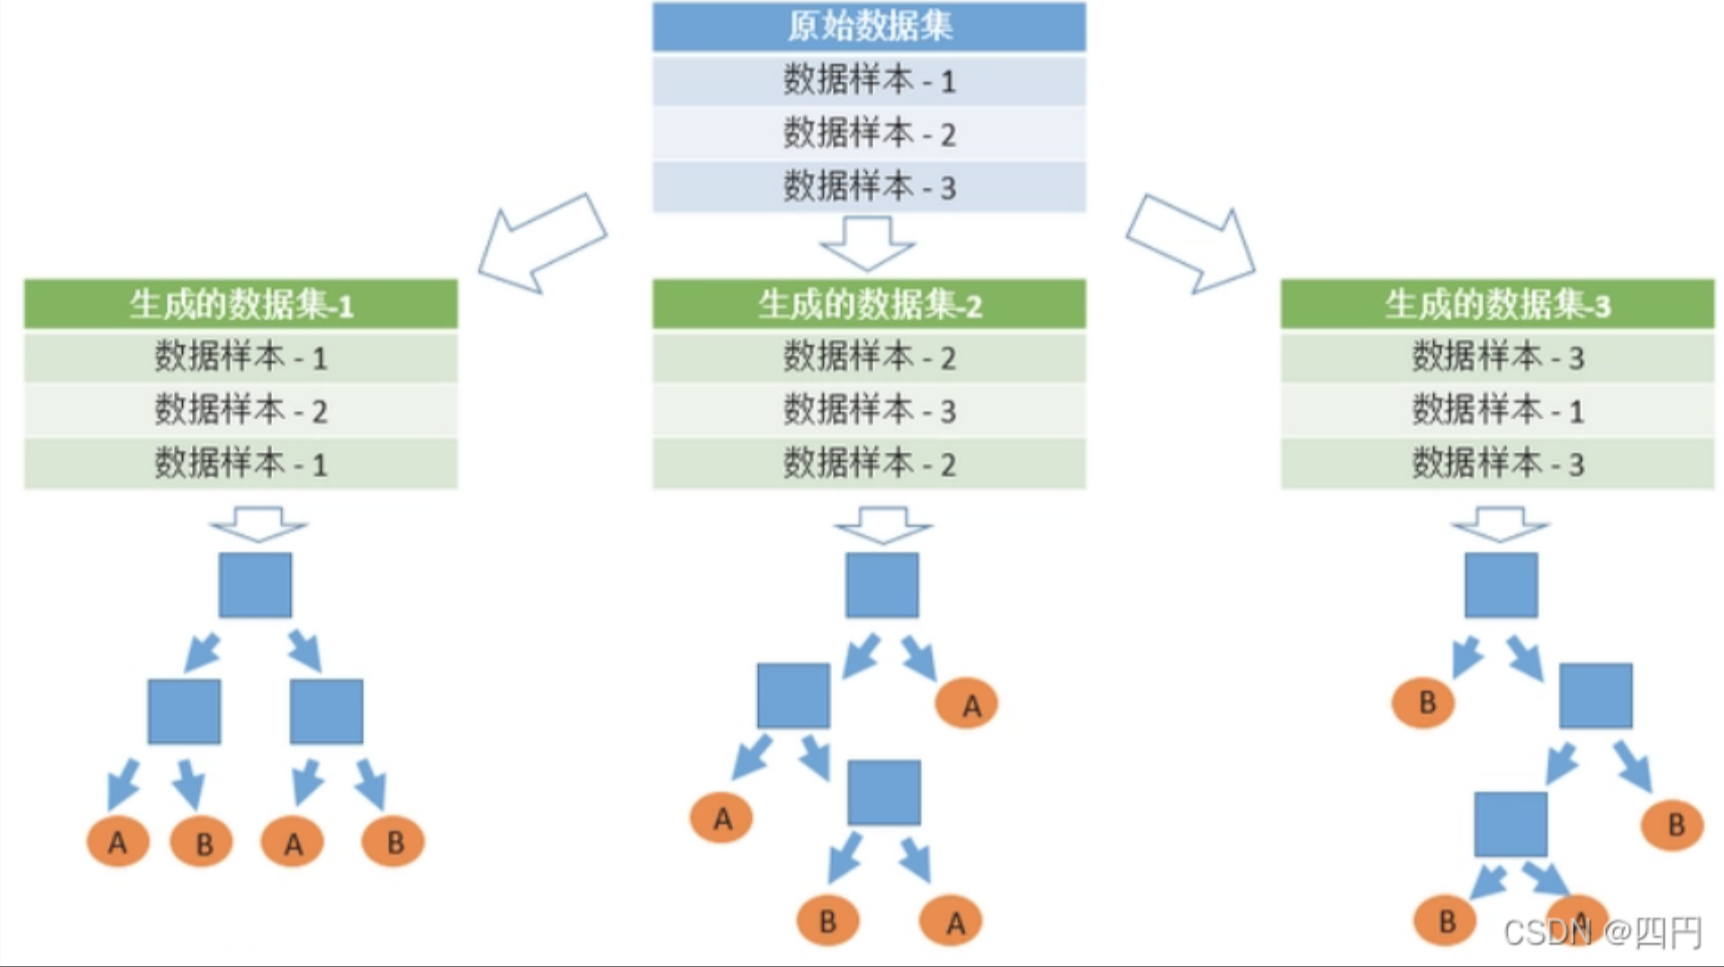 原始数据集
数据样本 - 1
数据样本 - 2
数据样本 - 3
生成的数据集-1
数据样本 - 1
数据样本 - 2
数据样本 - 1
生成的数据集-2
数据样本 - 2
数据样本 - 3
数据样本 - 2
生成的数据集-3
数据样本 - 3
数据样本 - 1
数据样本 - 3
A B A B
A
A
B A
B
B
B A
CSDN @四円